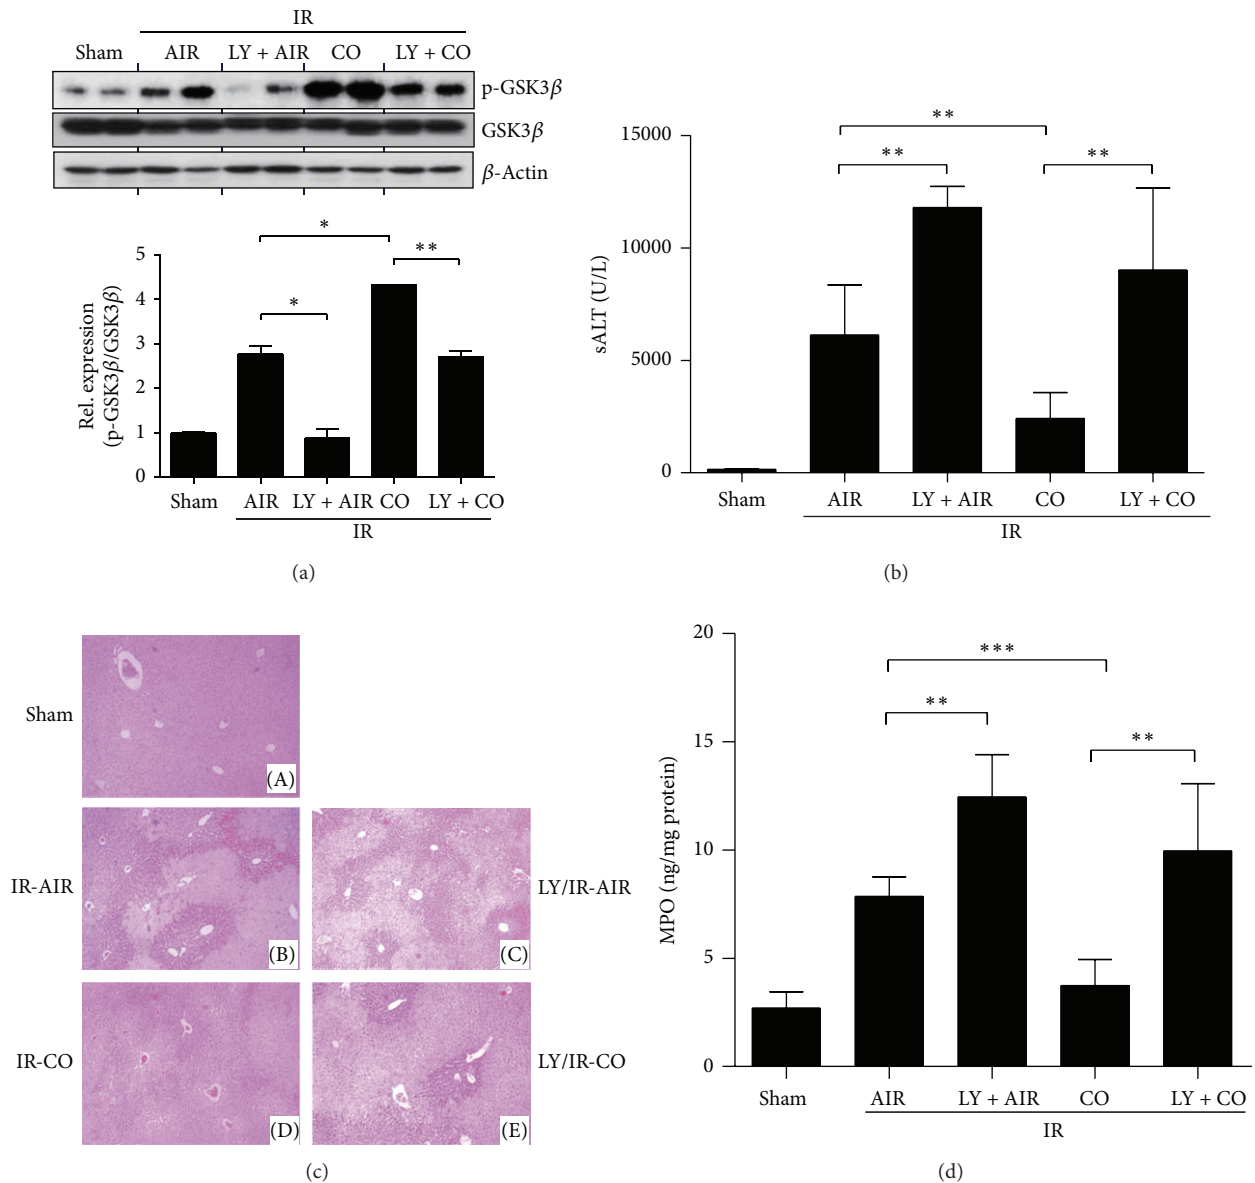 IR
Sham AIR LY + AIR CO LY + CO
p-GSK3β
GSK3β
β-Actin
Rel. expression
(p-GSK3β/GSK3β)
5
4
3
2
1
0
*
*
**
Sham AIR LY + AIR CO LY + CO
IR
(a)
sALT (U/L)
15000
10000
5000
0
**
**
**
Sham AIR LY + AIR CO LY + CO
IR
(b)
Sham
(A)
IR-AIR
(B)
(C)
LY/IR-AIR
IR-CO
(D)
(E)
LY/IR-CO
(c)
MPO (ng/mg protein)
20
15
10
5
0
***
**
**
Sham AIR LY + AIR CO LY + CO
IR
(d)